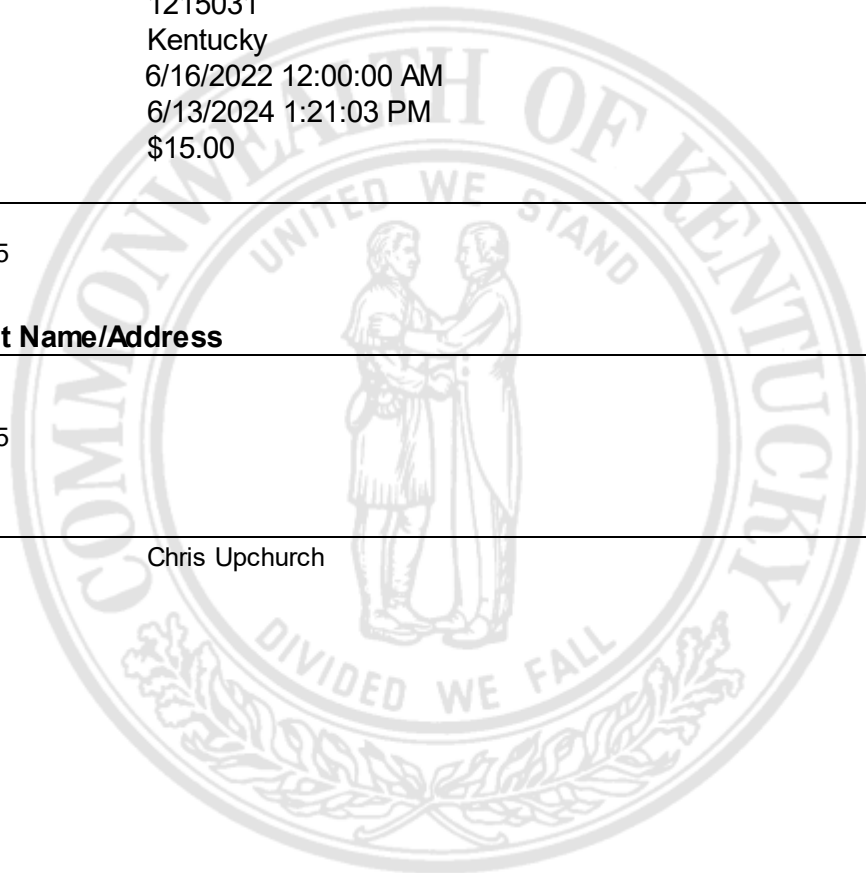 1215031
Kentucky
6/16/2022 12:00:00 AM
6/13/2024 1:21:03 PM
$15.00
5
t Name/Address
5
Chris Upchurch
COMMONWEALTH OF KENTUCKY
UNITED WE STAND
DIVIDED WE FALL